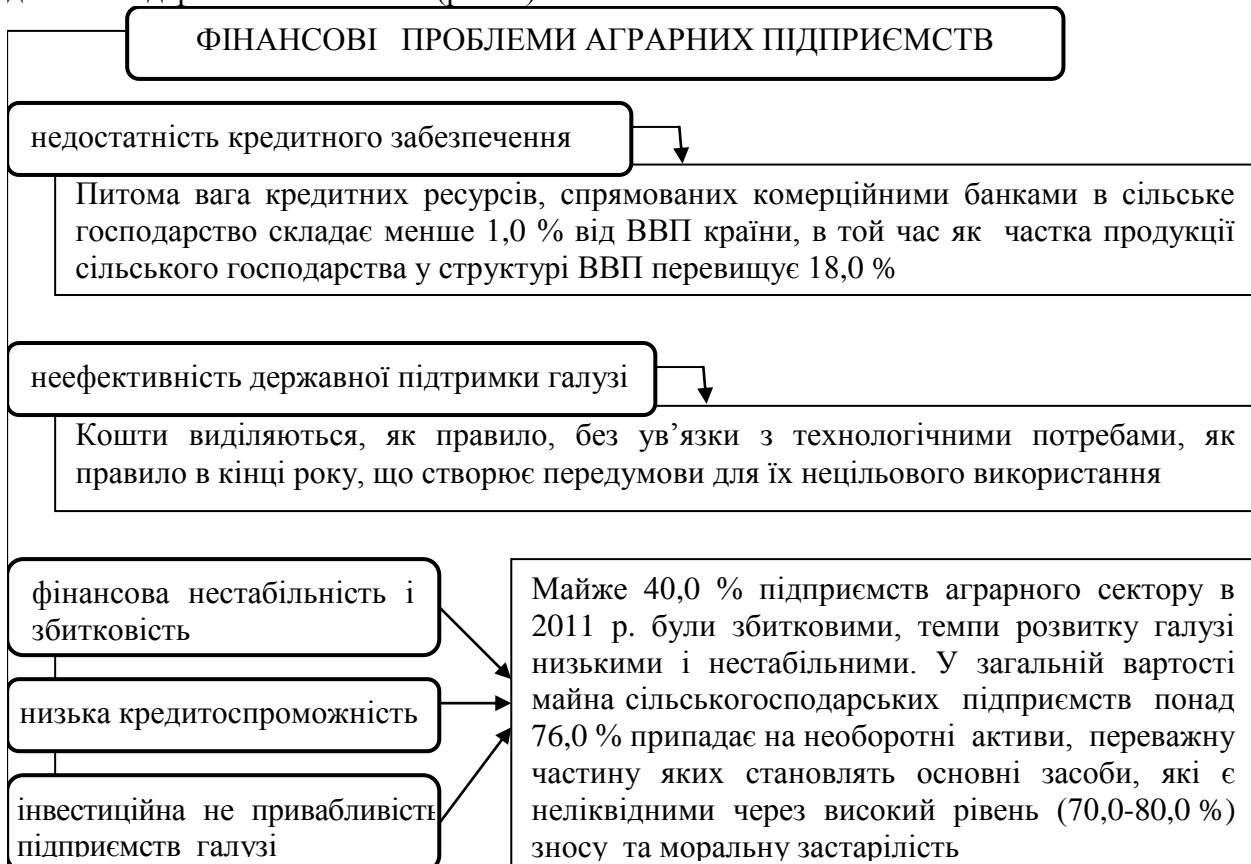 ФІНАНСОВІ ПРОБЛЕМИ АГРАРНИХ ПІДПРИЄМСТВ
недостатність кредитного забезпечення
Питома вага кредитних ресурсів, спрямованих комерційними банками в сільське
господарство складає менше 1,0 % від ВВП країни, в той час як частка продукції
сільського господарства у структурі ВВП перевищує 18,0 %
неефективність державної підтримки галузі
Кошти виділяються, як правило, без ув’язки з технологічними потребами, як
правило в кінці року, що створює передумови для їх нецільового використання
фінансова нестабільність і
збитковість
низька кредитоспроможність
інвестиційна не привабливість
підприємств галузі
Майже 40,0 % підприємств аграрного сектору в
2011 р. були збитковими, темпи розвитку галузі
низькими і нестабільними. У загальній вартості
майна сільськогосподарських підприємств понад
76,0 % припадає на необоротні активи, переважну
частину яких становлять основні засоби, які є
неліквідними через високий рівень (70,0-80,0 %)
зносу та моральну застарілість